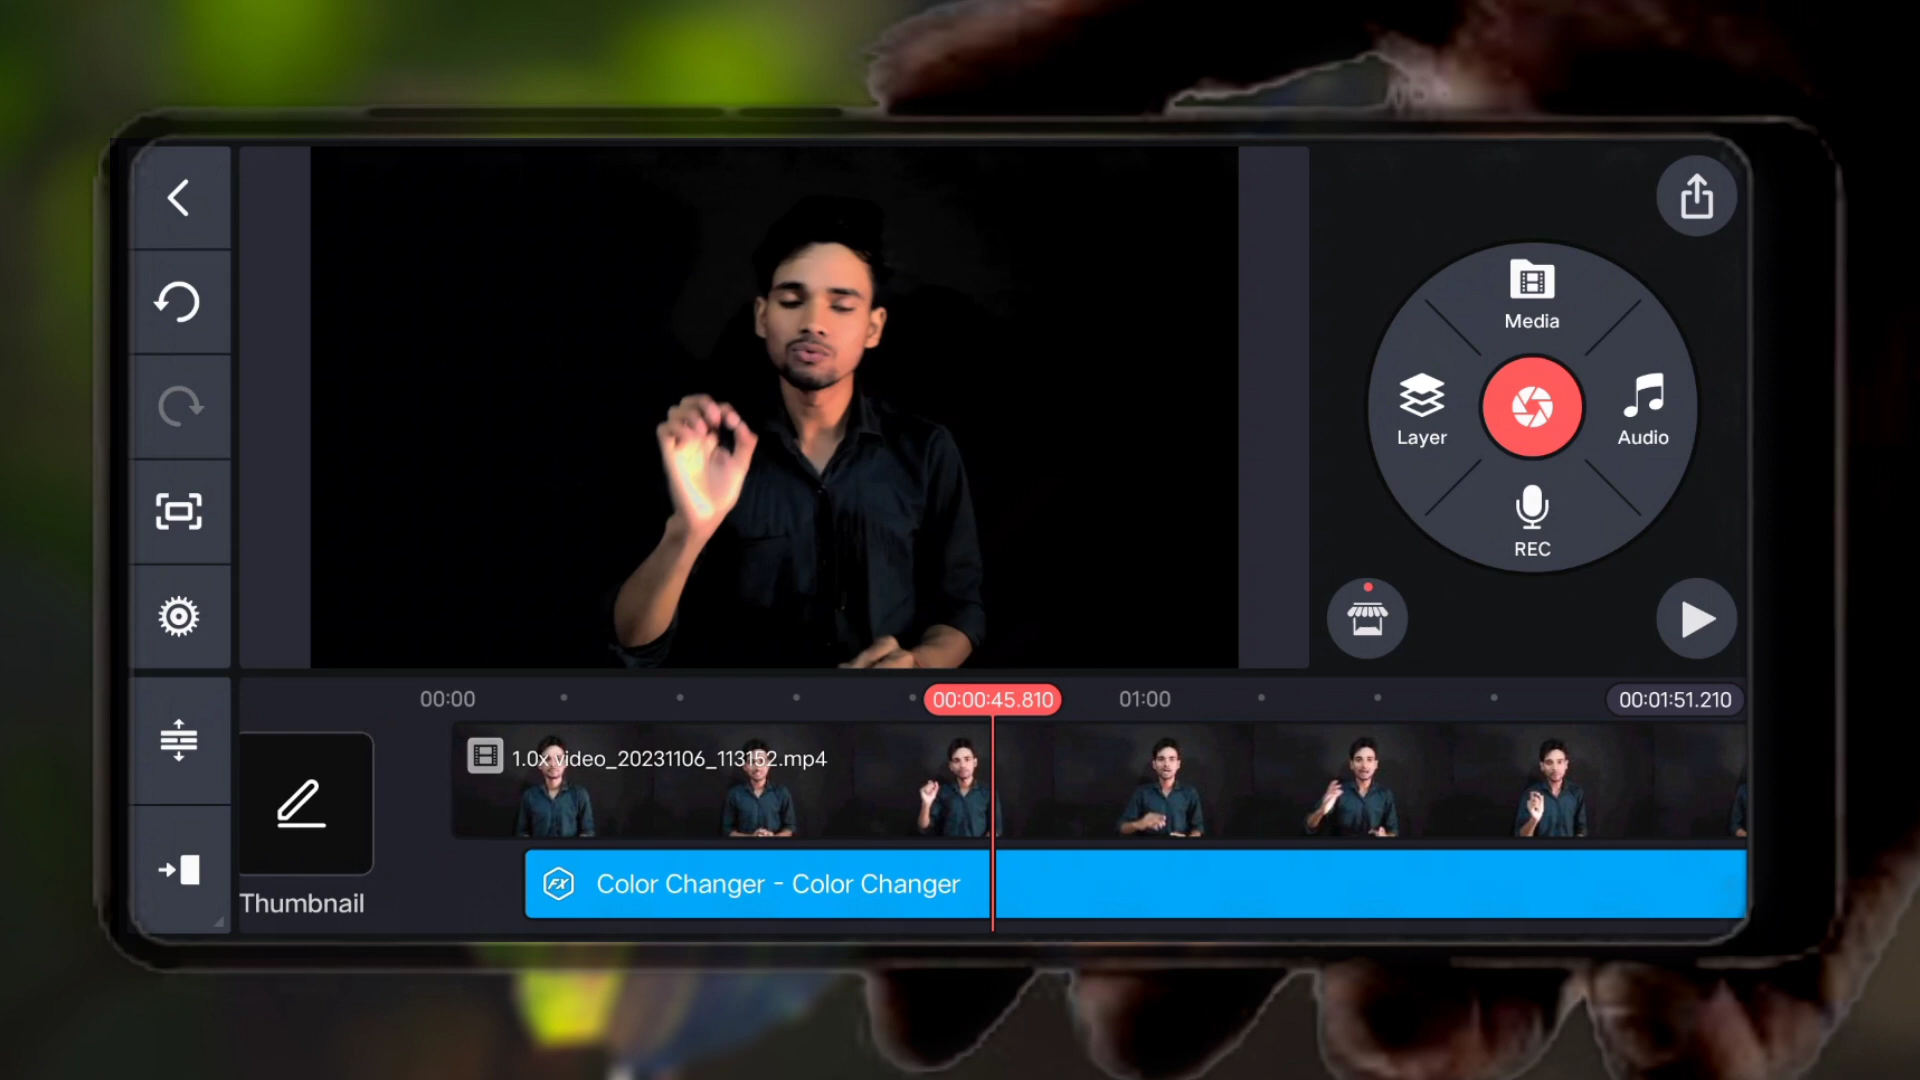 Media
Layer
Audio
REC
00:00
00:00:45.810
01:00
00:01:51.210
1.0x video_20231106_113152.mp4
Thumbnail
FX Color Changer - Color Changer